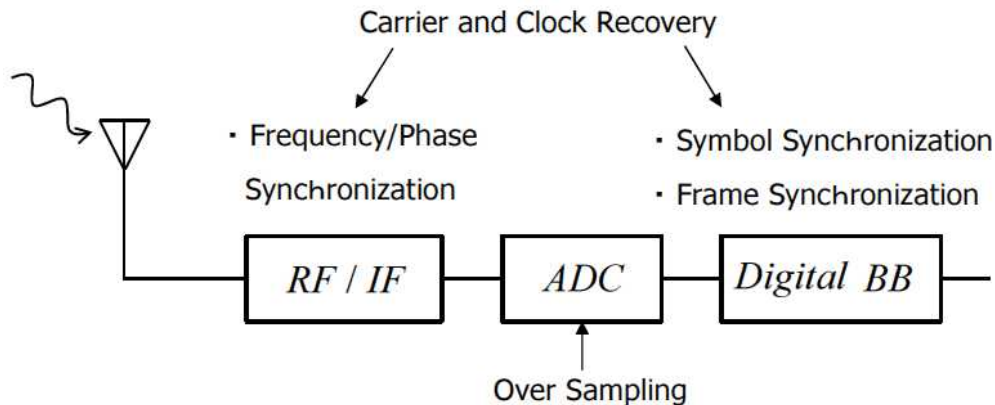 Carrier and Clock Recovery
· Frequency/Phase
Synchronization
· Symbol Synchronization
· Frame Synchronization
RF / IF
ADC
Digital BB
Over Sampling